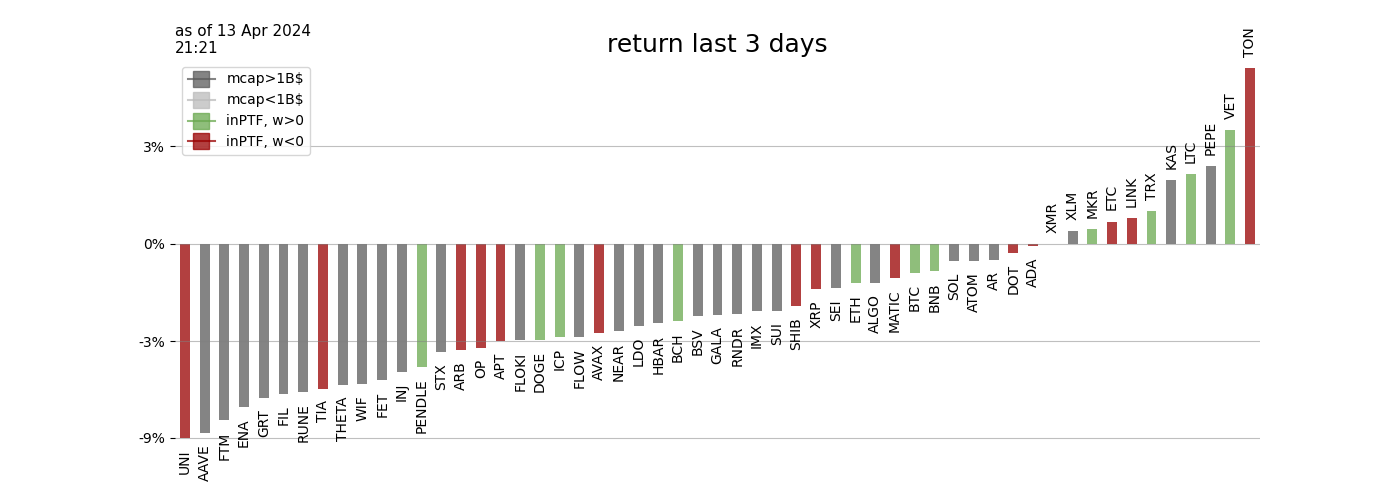 as of 13 Apr 2024
21:21
return last 3 days
mcap>1B$
mcap<1B$
inPTF, w>0
inPTF, w<0
3%
0%
-3%
-9%
UNI
AAVE
FTM
ENA
GRT
FIL
RUNE
TIA
THETA
WIF
FET
INJ
PENDLE
STX
ARB
OP
APT
FLOKI
DOGE
ICP
FLOW
AVAX
NEAR
LDO
HBAR
BCH
BSV
GALA
RNDR
IMX
SUI
SHIB
XRP
SEI
ETH
ALGO
MATIC
BTC
BNB
SOL
ATOM
AR
DOT
ADA
XMR
XLM
MKR
ETC
LINK
TRX
KAS
LTC
PEPE
VET
TON